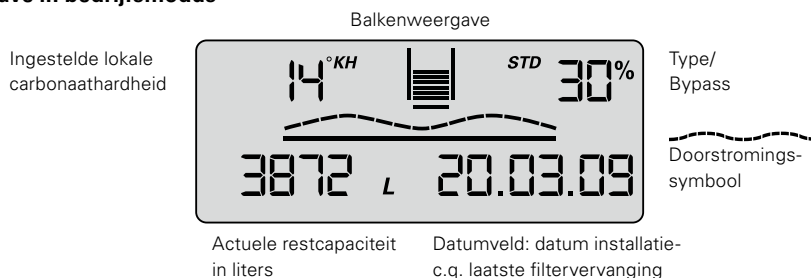 Balkenweergave
Ingestelde lokale
carbonaathardheid
14 °KH
STD 30%
Type/
Bypass
Doorstromings-
symbool
3872 L 20.03.09
Actuele restcapaciteit
in liters
Datumveld: datum installatie-
c.q. laatste filtervervanging